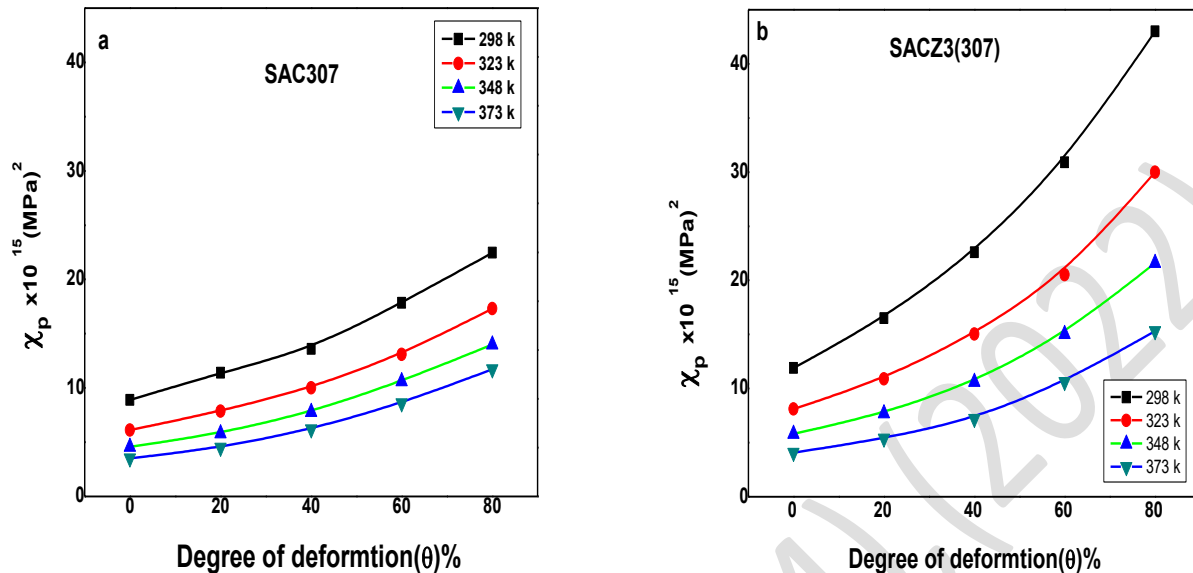 a
SAC307
298 k
323 k
348 k
373 k
40
30
20
10
0
0 20 40 60 80
χp x10 15 (MPa)2
Degree of deformtion(θ)%
b
SACZ3(307)
298 k
323 k
348 k
373 k
40
30
20
10
0
0 20 40 60 80
χp x10 15 (MPa)2
Degree of deformtion(θ)%
(2022)